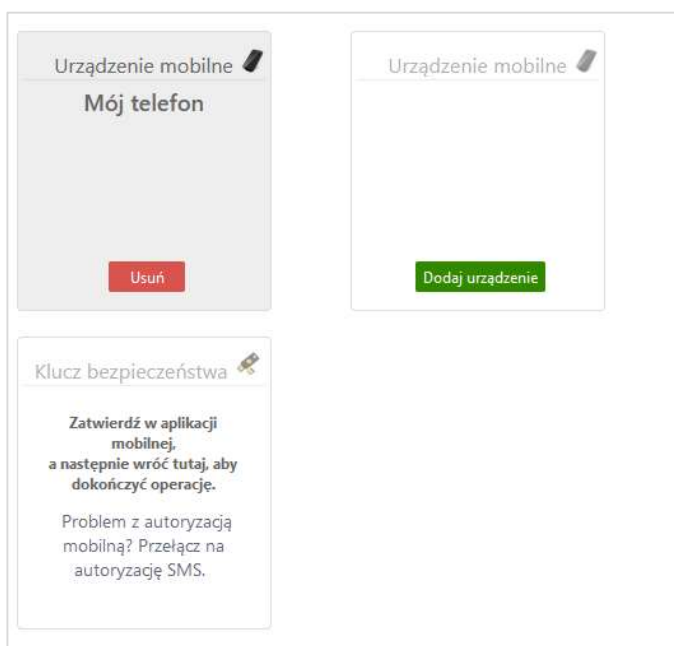 Urządzenie mobilne
Mój telefon
Usuń
Urządzenie mobilne
Dodaj urządzenie
Klucz bezpieczeństwa
Zatwierdź w aplikacji
mobilnej,
a następnie wróć tutaj, aby
dokończyć operację.
Problem z autoryzacją
mobilną? Przełącz na
autoryzację SMS.